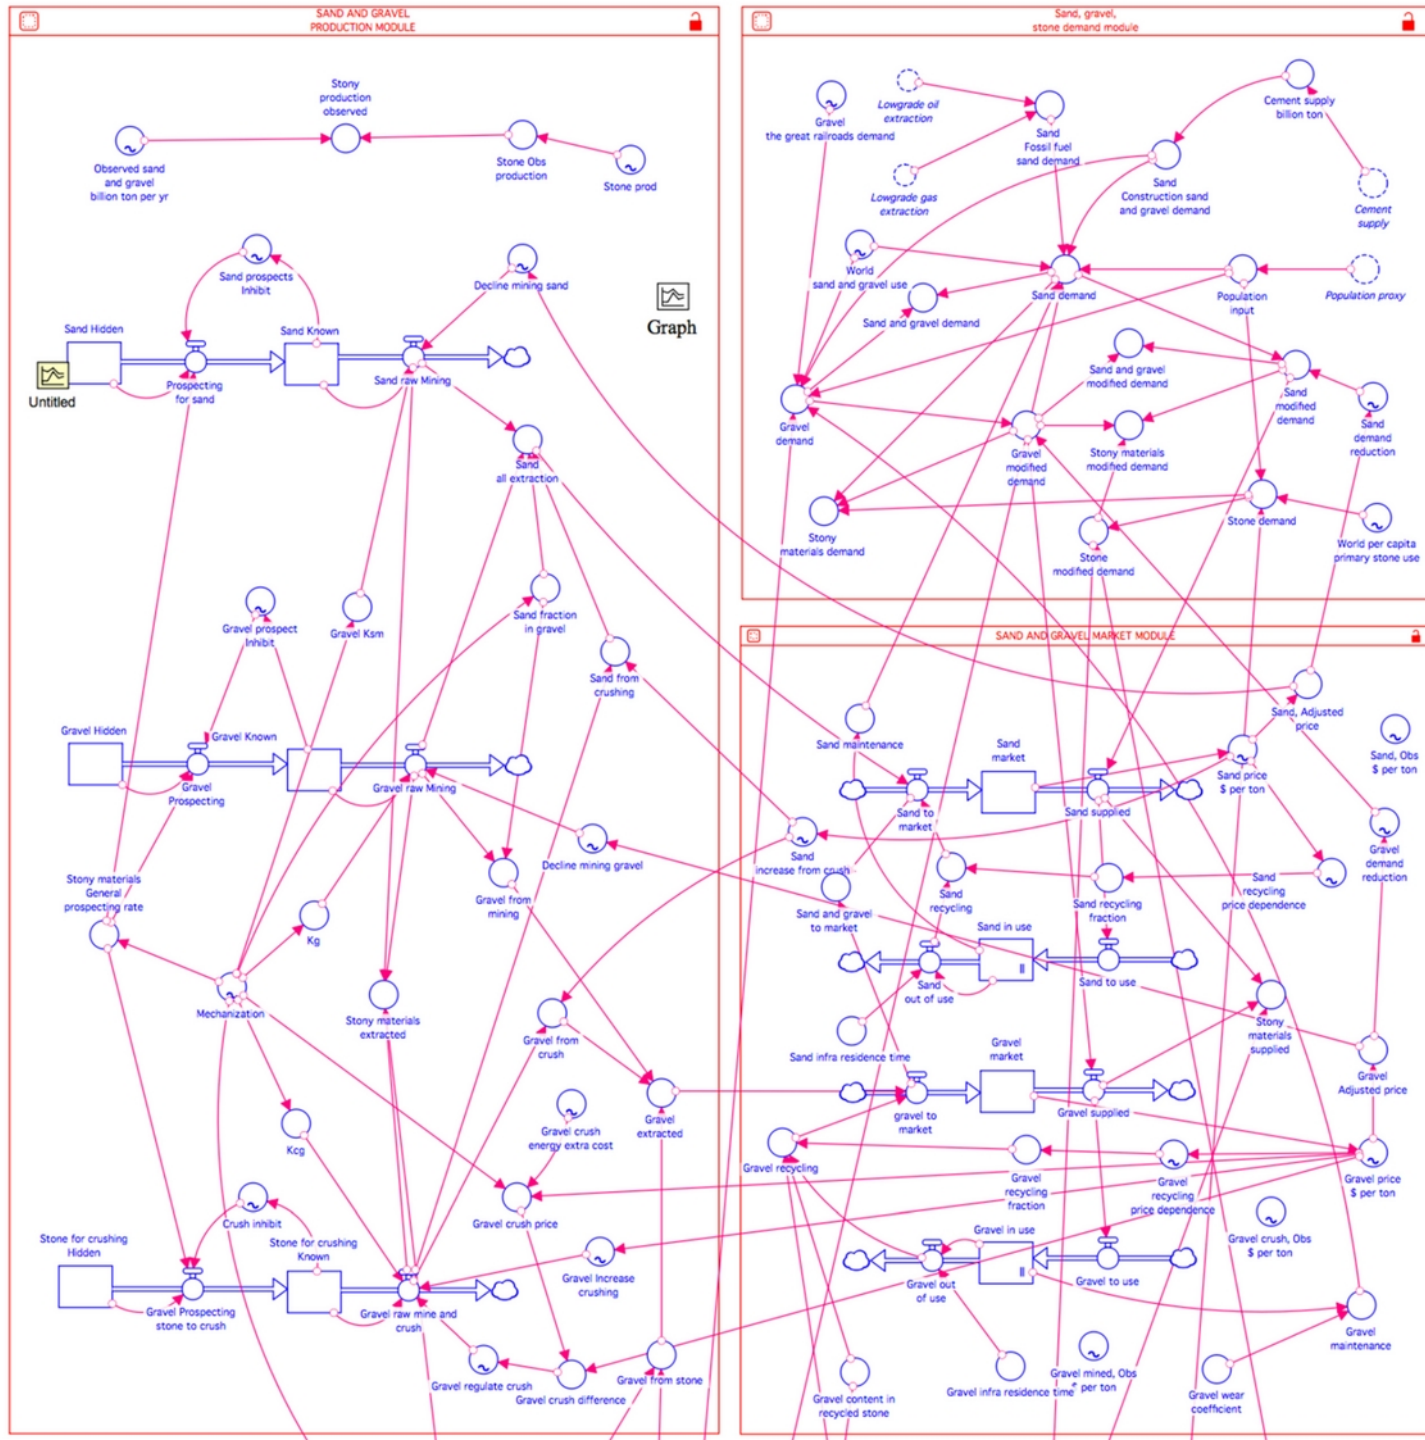 SAND AND GRAVEL
PRODUCTION MODULE
Stony
production
observed
Observed sand
and gravel
billion ton per yr
Stone Obs
production
Stone prod
Sand prospects
Inhibit
Decline mining sand
Graph
Sand Hidden
Sand Known
Untitled
Prospecting
for sand
Sand raw Mining
Sand
all extraction
Gravel prospect
Inhibit
Gravel Ksm
Sand fraction
in gravel
Sand from
crushing
Gravel Hidden
Gravel Known
Gravel
Prospecting
Gravel raw Mining
Decline mining gravel
Stony materials
General
prospecting rate
Kg
Gravel from
mining
Mechanization
Stony materials
extracted
Gravel from
crush
Gravel
extracted
Gravel crush
energy extra cost
Kcg
Gravel crush price
Crush inhibit
Stone for crushing
Hidden
Stone for crushing
Known
Gravel Increase
crushing
Gravel Prospecting
stone to crush
Gravel raw mine and
crush
Gravel regulate crush
Gravel crush difference
Gravel from stone
Sand, gravel,
stone demand module
Gravel
the great railroads demand
Lowgrade oil
extraction
Sand
Fossil fuel
sand demand
Cement supply
billion ton
Lowgrade gas
extraction
Sand
Construction sand
and gravel demand
Cement
supply
World
sand and gravel use
Sand demand
Population
input
Population proxy
Sand and gravel demand
Sand and gravel
modified demand
Sand
modified
demand
Sand
demand
reduction
Gravel
demand
Gravel
modified
demand
Stony materials
modified demand
Stony
materials demand
Stone
modified demand
Stone demand
World per capita
primary stone use
SAND AND GRAVEL MARKET MODULE
Sand maintenance
Sand
market
Sand, Adjusted
price
Sand, Obs
$ per ton
Sand price
$ per ton
Sand to
market
Sand supplied
Sand
increase from crush
Gravel
demand
reduction
Sand and gravel
to market
Sand
recycling
Sand recycling
fraction
Sand
recycling
price dependence
Sand in use
Sand
out of use
Sand to use
Sand infra residence time
Gravel
market
Stony
materials
supplied
Gravel
Adjusted price
gravel to
market
Gravel supplied
Gravel recycling
Gravel
recycling
fraction
Gravel
recycling
price dependence
Gravel price
$ per ton
Gravel crush, Obs
$ per ton
Gravel in use
Gravel out
of use
Gravel to use
Gravel
maintenance
Gravel content in
recycled stone
Gravel infra residence time
Gravel mined, Obs
per ton
Gravel wear
coefficient